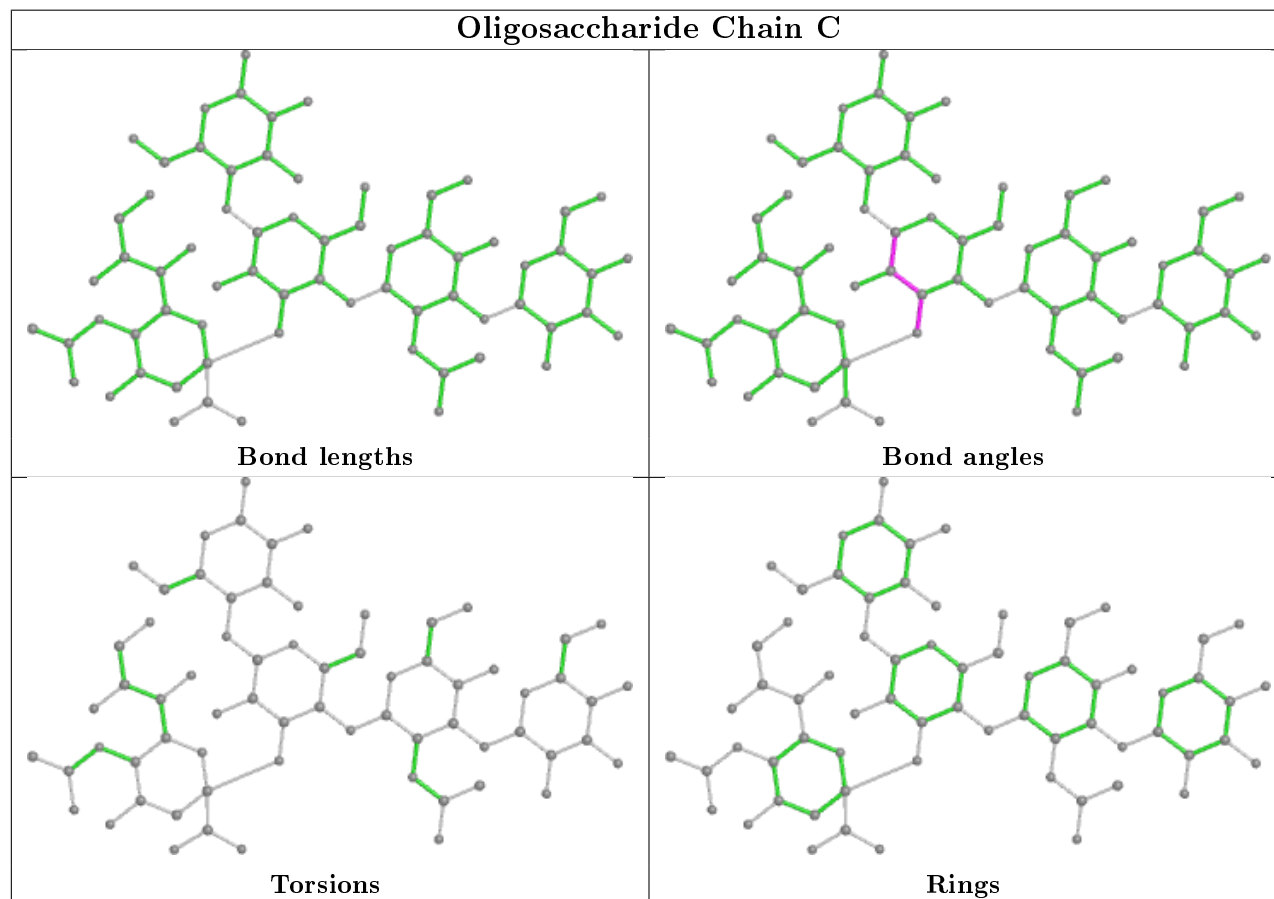 Oligosaccharide Chain C
Bond lengths
Bond angles
Torsions
Rings